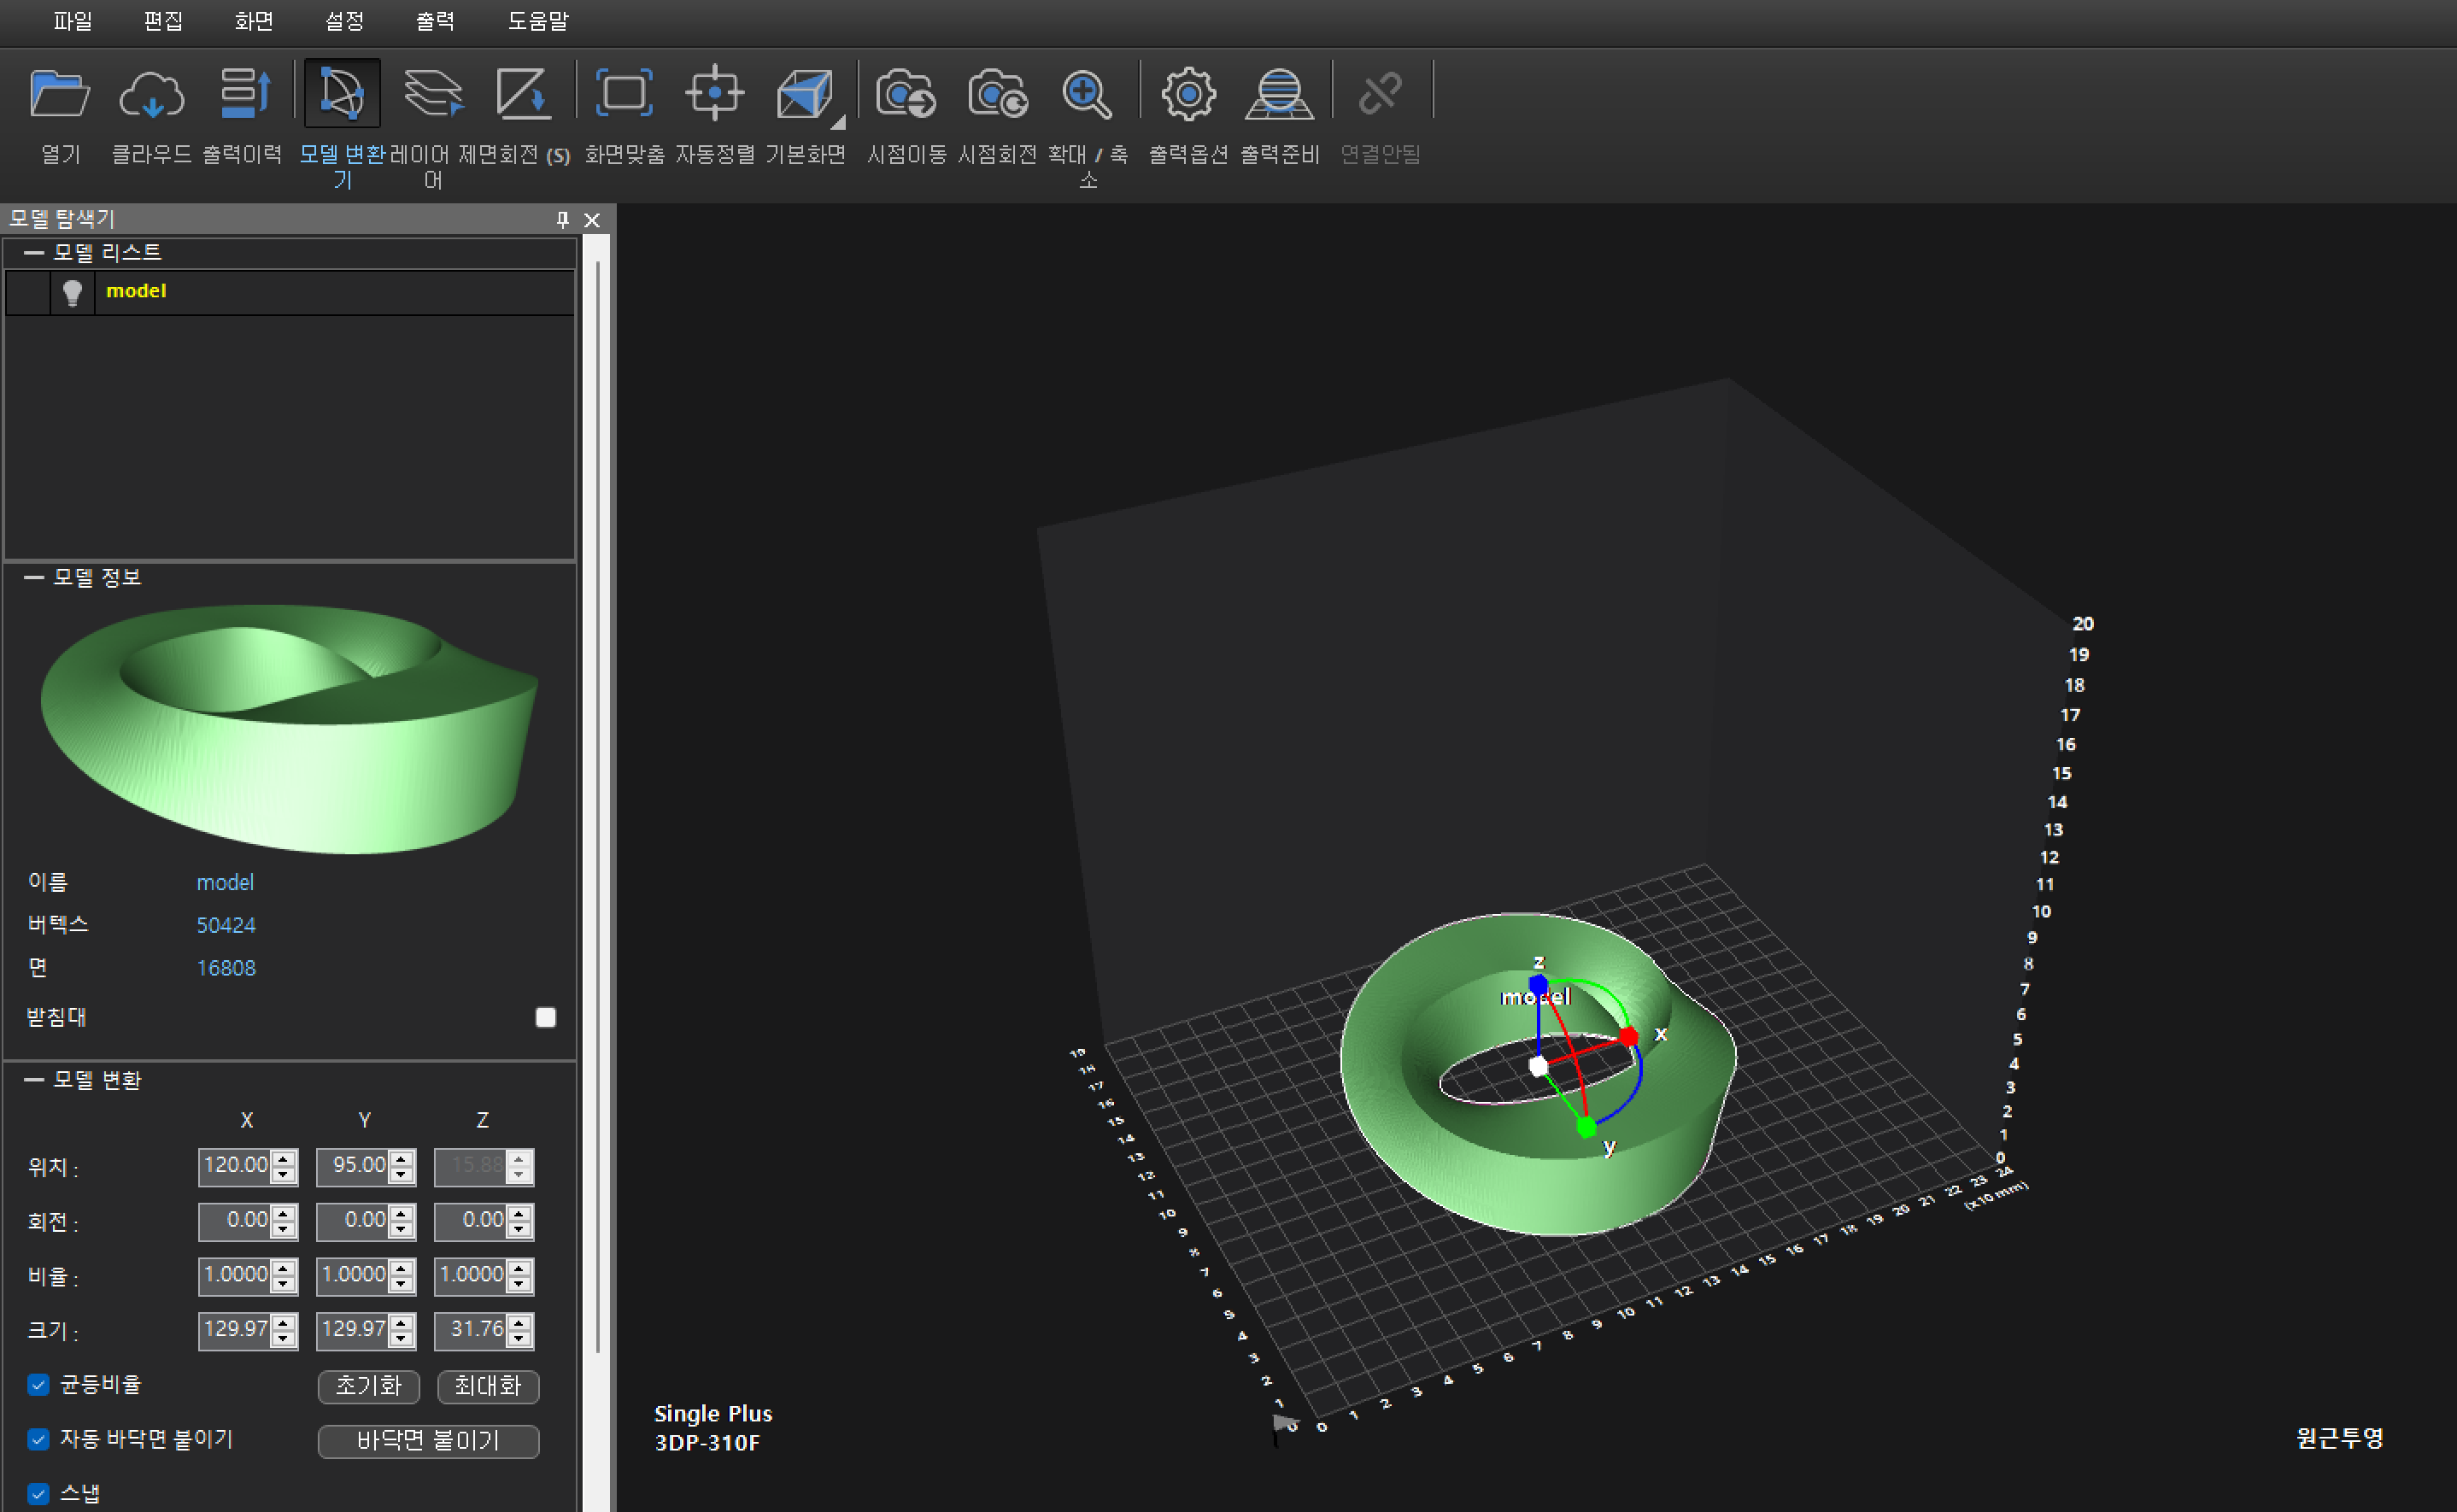 파일 편집 화면 설정 출력 도움말
열기 클라우드 출력이력 모델 변환기 레이어 제면회전 (S) 화면맞춤 자동정렬 기본화면 시점이동 시점회전 확대 / 축소 출력옵션 출력준비 연결안됨
모델 탐색기
모델 리스트
model
모델 정보
이름 model
버텍스 50424
면 16808
받침대
모델 변환
X Y Z
위치 : 120.00 95.00 15.88
회전 : 0.00 0.00 0.00
비율 : 1.0000 1.0000 1.0000
크기 : 129.97 129.97 31.76
균등비율 초기화 최대화
자동 바닥면 붙이기 바닥면 붙이기
스냅
20
19
18
17
16
15
14
13
12
11
10
9
8
7
6
5
4
3
2
1
0
z
model
x
y
19
18
17
16
15
14
13
12
11
10
9
8
7
6
5
4
3
2
1
0
0 1 2 3 4 5 6 7 8 9 10 11 12 13 14 15 16 17 18 19 20 21 22 23 24
(x10 mm)
Single Plus
3DP-310F
원근투영